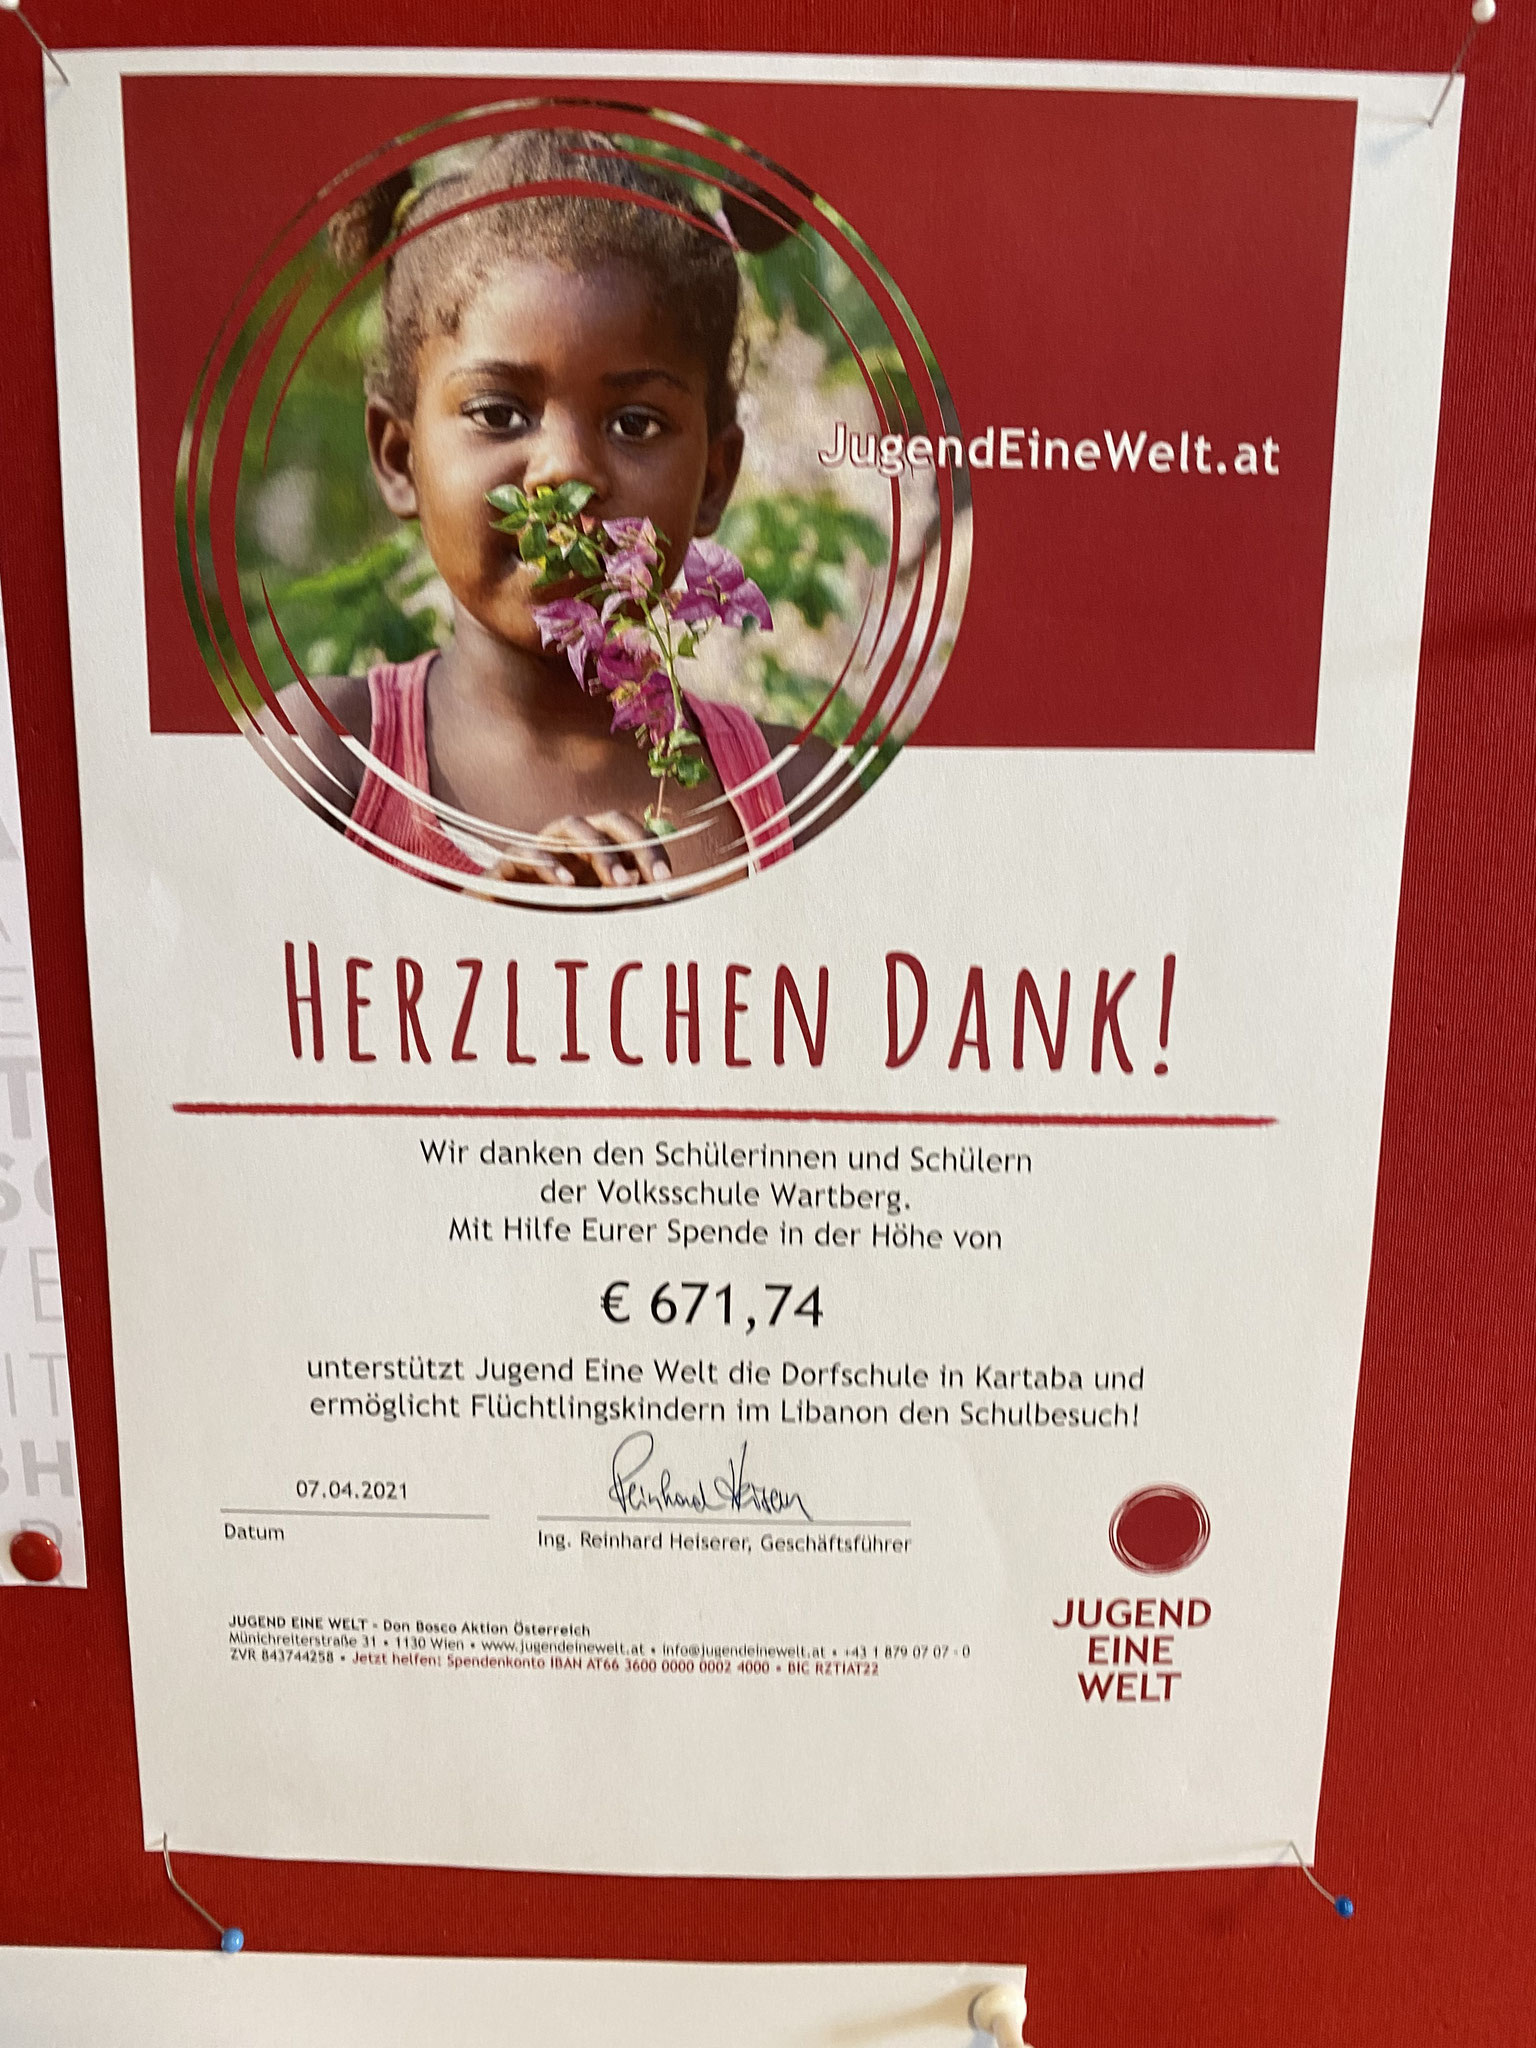 JugendEineWelt.at
HERZLICHEN DANK!
Wir danken den Schülerinnen und Schülern
der Volksschule Wartberg.
Mit Hilfe Eurer Spende in der Höhe von
€ 671,74
unterstützt Jugend Eine Welt die Dorfschule in Kartaba und
ermöglicht Flüchtlingskindern im Libanon den Schulbesuch!
07.04.2021
Reinhard Heiserer
Datum
Ing. Reinhard Heiserer, Geschäftsführer
JUGEND EINE WELT - Don Bosco Aktion Österreich
Münichreiterstraße 31 • 1130 Wien • www.jugendeinewelt.at • info@jugendeinewelt.at • +43 1 879 07 07 - 0
ZVR 843744258 • Jetzt helfen: Spendenkonto IBAN AT66 3600 0000 0002 4000 • BIC RZTIAT22
JUGEND
EINE
WELT